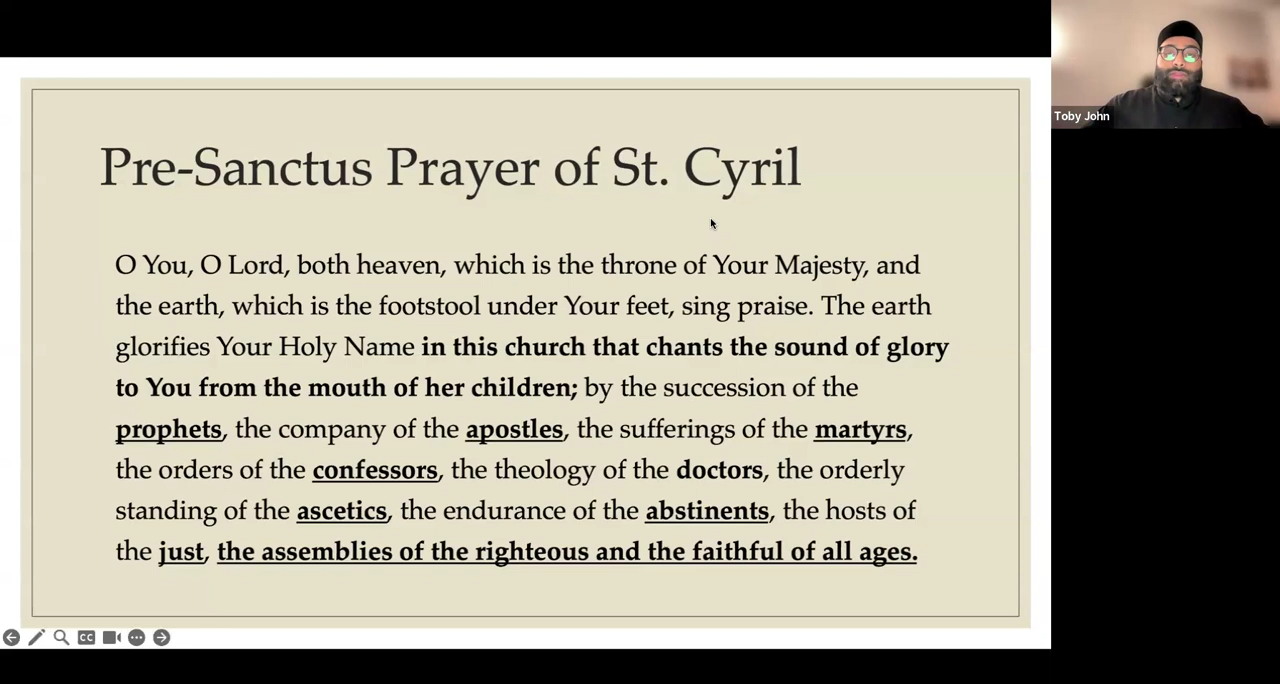 Pre-Sanctus Prayer of St. Cyril
O You, O Lord, both heaven, which is the throne of Your Majesty, and
the earth, which is the footstool under Your feet, sing praise. The earth
glorifies Your Holy Name in this church that chants the sound of glory
to You from the mouth of her children; by the succession of the
prophets, the company of the apostles, the sufferings of the martyrs,
the orders of the confessors, the theology of the doctors, the orderly
standing of the ascetics, the endurance of the abstinents, the hosts of
the just, the assemblies of the righteous and the faithful of all ages.
Toby John
CC